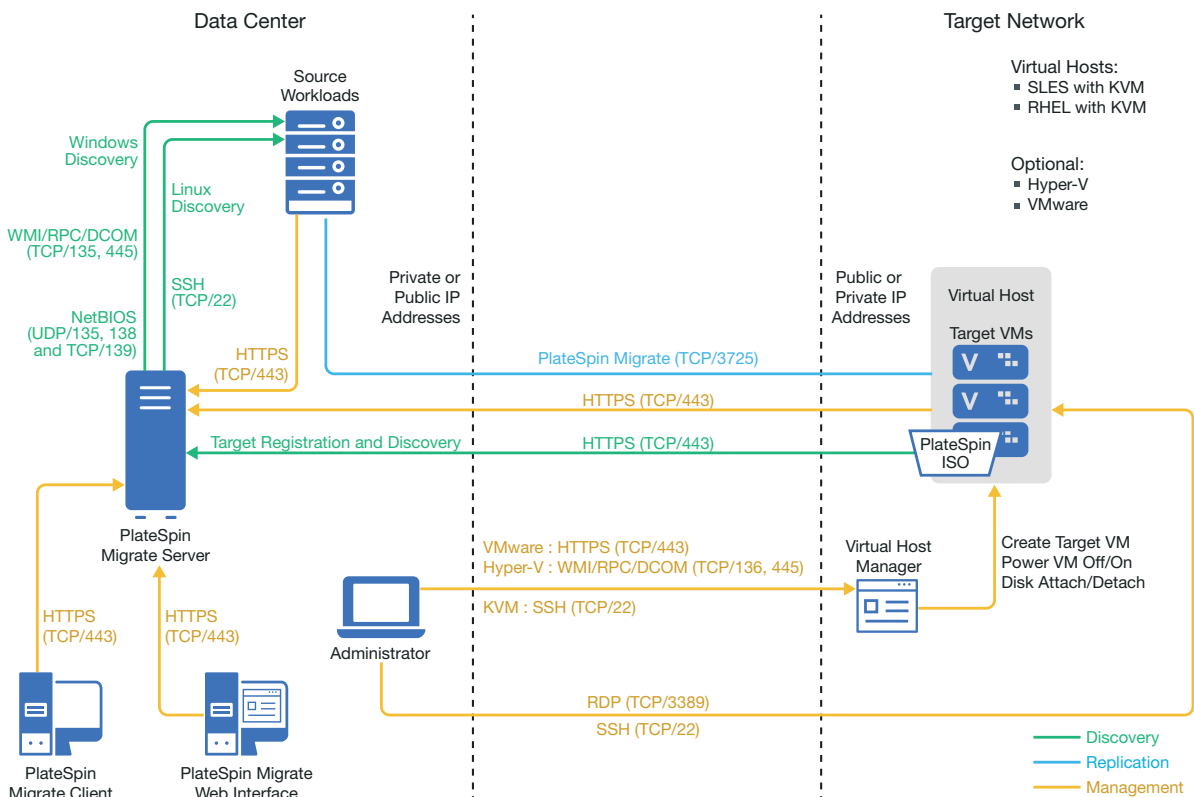 Data Center
Target Network
Virtual Hosts:
SLES with KVM
RHEL with KVM
Optional:
Hyper-V
VMware
Source
Workloads
Windows
Discovery
Linux
Discovery
WMI/RPC/DCOM
(TCP/135, 445)
SSH
(TCP/22)
NetBIOS
(UDP/135, 138
and TCP/139)
HTTPS
(TCP/443)
Private or
Public IP
Addresses
Public or
Private IP
Addresses
Virtual Host
Target VMs
V
V
PlateSpin
ISO
PlateSpin Migrate (TCP/3725)
HTTPS (TCP/443)
Target Registration and Discovery
HTTPS (TCP/443)
PlateSpin
Migrate Server
VMware : HTTPS (TCP/443)
Hyper-V : WMI/RPC/DCOM (TCP/136, 445)
KVM : SSH (TCP/22)
Virtual Host
Manager
Create Target VM
Power VM Off/On
Disk Attach/Detach
HTTPS
(TCP/443)
HTTPS
(TCP/443)
Administrator
RDP (TCP/3389)
SSH (TCP/22)
PlateSpin
Migrate Client
PlateSpin Migrate
Web Interface
Discovery
Replication
Management